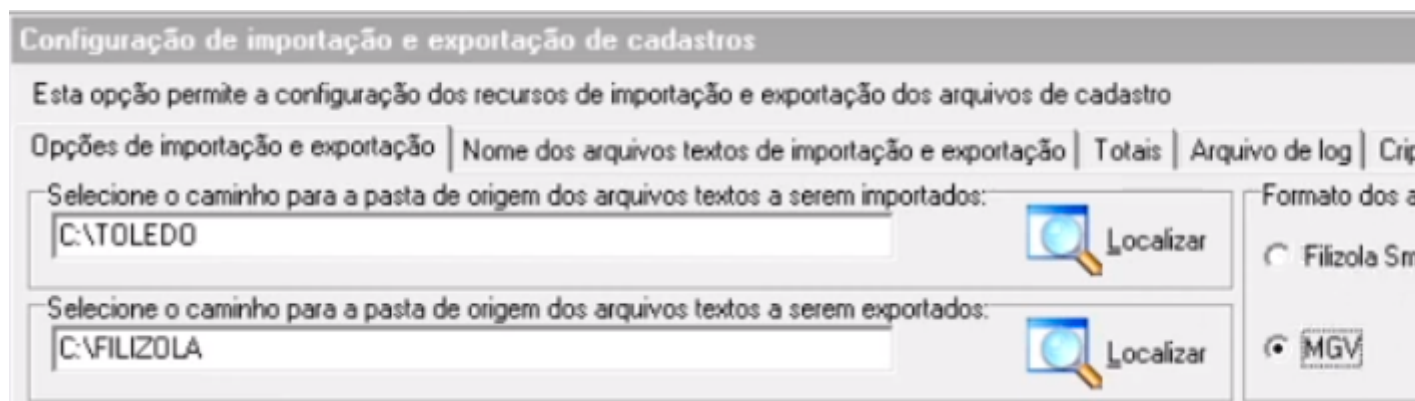 Configuração de importação e exportação de cadastros
Esta opção permite a configuração dos recursos de importação e exportação dos arquivos de cadastro
Opções de importação e exportação Nome dos arquivos textos de importação e exportação Totais Arquivo de log
Selecione o caminho para a pasta de origem dos arquivos textos a serem importados: Formato dos
C:\TOLEDO Localizar Filizola
Selecione o caminho para a pasta de origem dos arquivos textos a serem exportados:
C:\FILIZOLA Localizar MGV